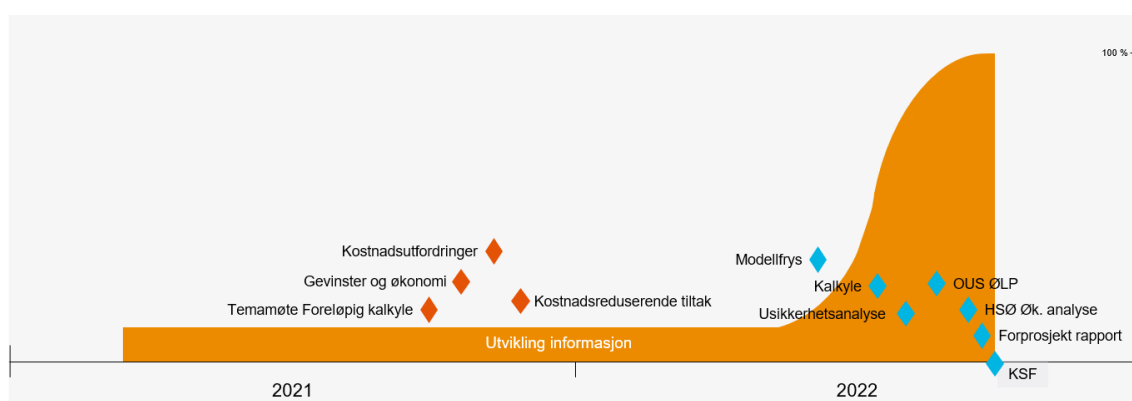 100 %
Kostnadsutfordringer
Modellfrys
Gevinster og økonomi
Kalkyle
OUS ØLP
Kostnadsreduserende tiltak
Temamøte Foreløpig kalkyle
Usikkerhetsanalyse
HSØ Øk. analyse
Utvikling informasjon
Forprosjekt rapport
KSF
2021
2022